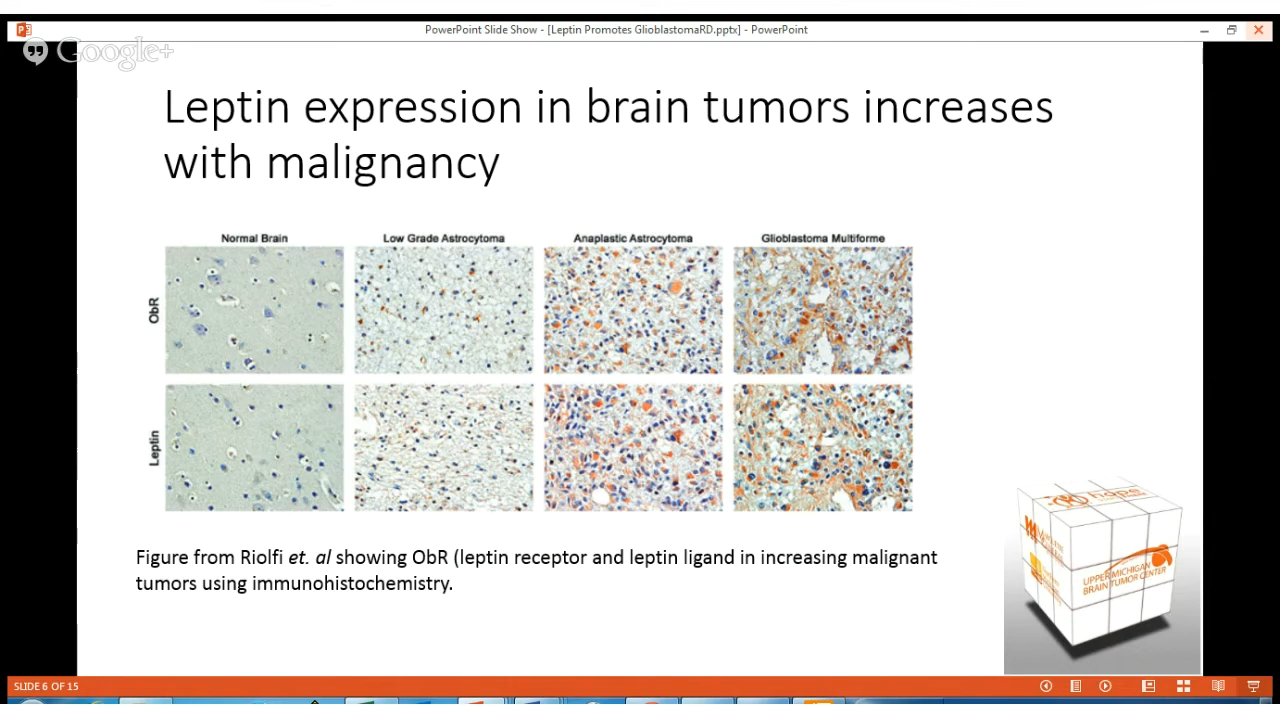 PowerPoint Slide Show - [Leptin Promotes GlioblastomaRD.pptx] - PowerPoint
Google+
Leptin expression in brain tumors increases
with malignancy
Normal Brain
Low Grade Astrocytoma
Anaplastic Astrocytoma
Glioblastoma Multiforme
ObR
Leptin
Figure from Riolfi et. al showing ObR (leptin receptor and leptin ligand in increasing malignant
tumors using immunohistochemistry.
hope
UPPER MICHIGAN
BRAIN TUMOR CENTER
SLIDE 6 OF 15